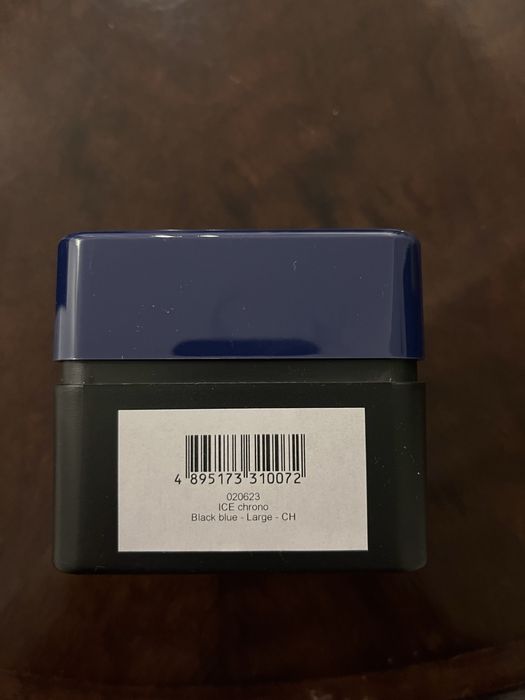 4 895173 310072
020623
ICE chrono
Black blue - Large - CH